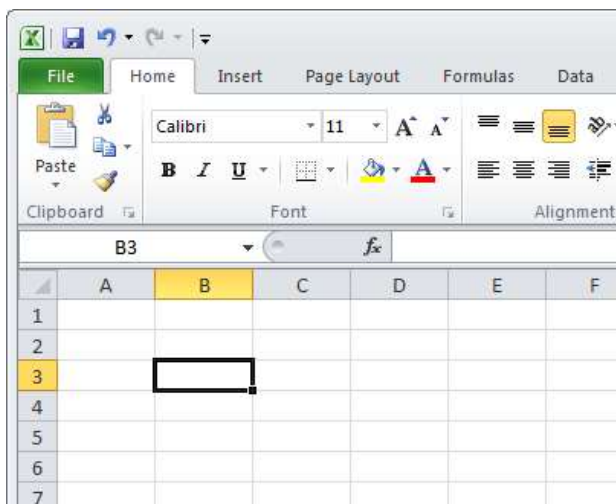 File Home Insert Page Layout Formulas Data
Calibri 11 A A
Paste B I U A
Clipboard Font Alignment
B3 fx
A B C D E F
1
2
3
4
5
6
7